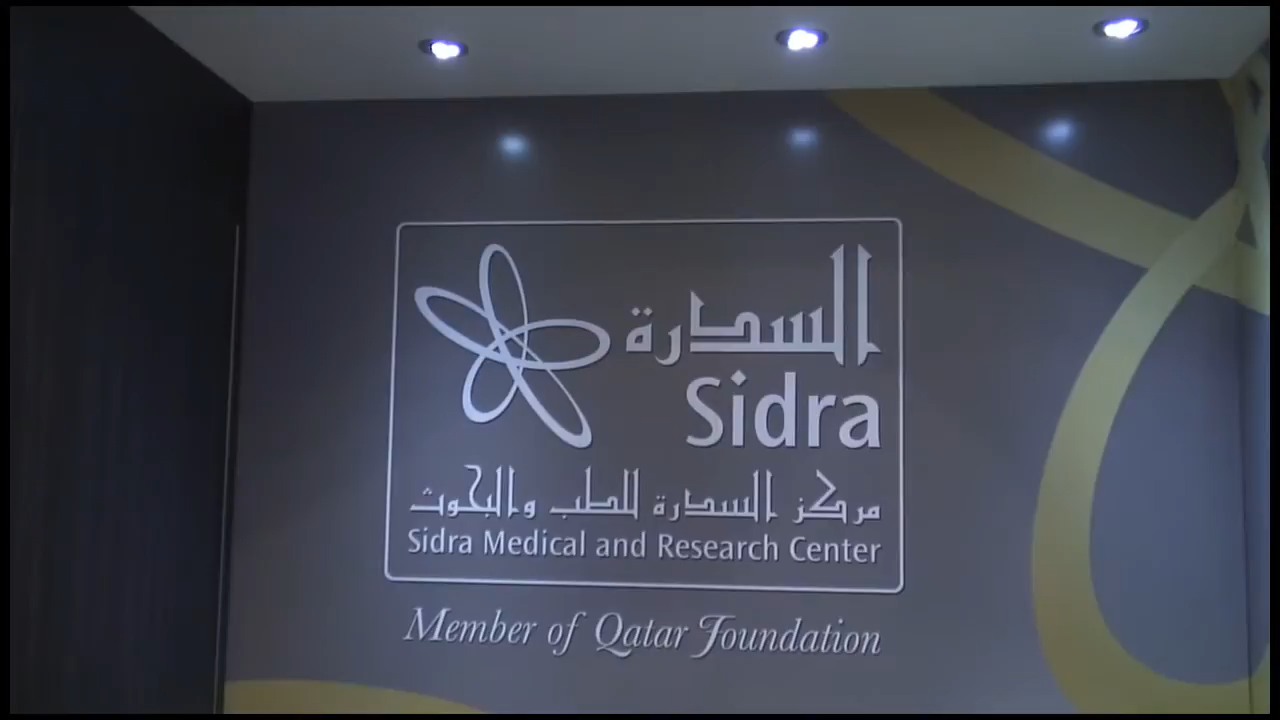 السدرة
Sidra
مركز السدرة للطب والبحوث
Sidra Medical and Research Center
Member of Qatar Foundation